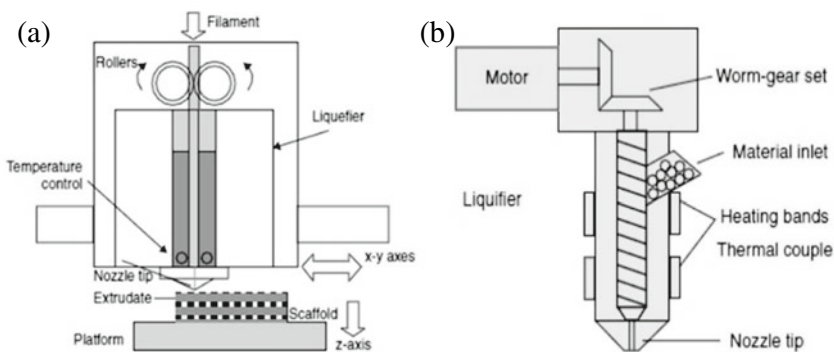 (a)
Filament
Rollers
Liquefier
Temperature
control
Nozzle tip
x-y axes
Extrudate
Scaffold
Platform
z-axis
(b)
Motor
Worm-gear set
Material inlet
Liquifier
Heating bands
Thermal couple
Nozzle tip